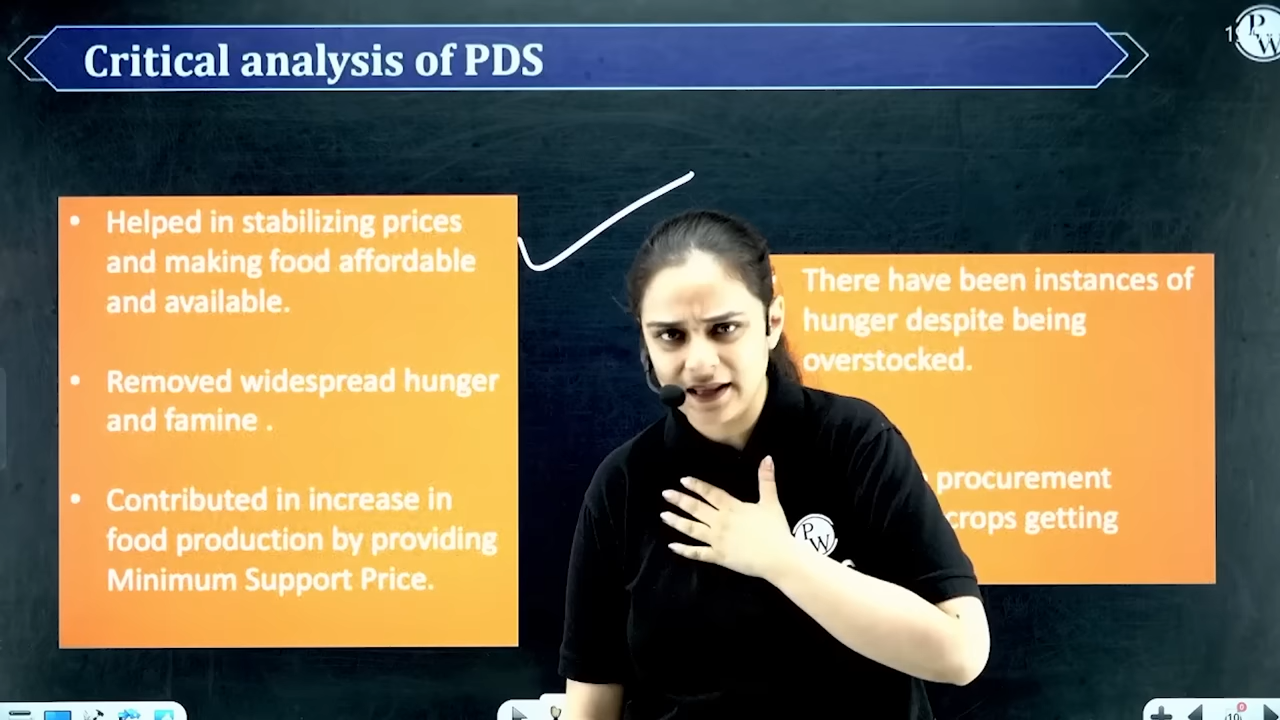 Critical analysis of PDS
PW
• Helped in stabilizing prices
and making food affordable
and available.
• Removed widespread hunger
and famine .
• Contributed in increase in
food production by providing
Minimum Support Price.
There have been instances of
hunger despite being
overstocked.
procurement
crops getting
PW